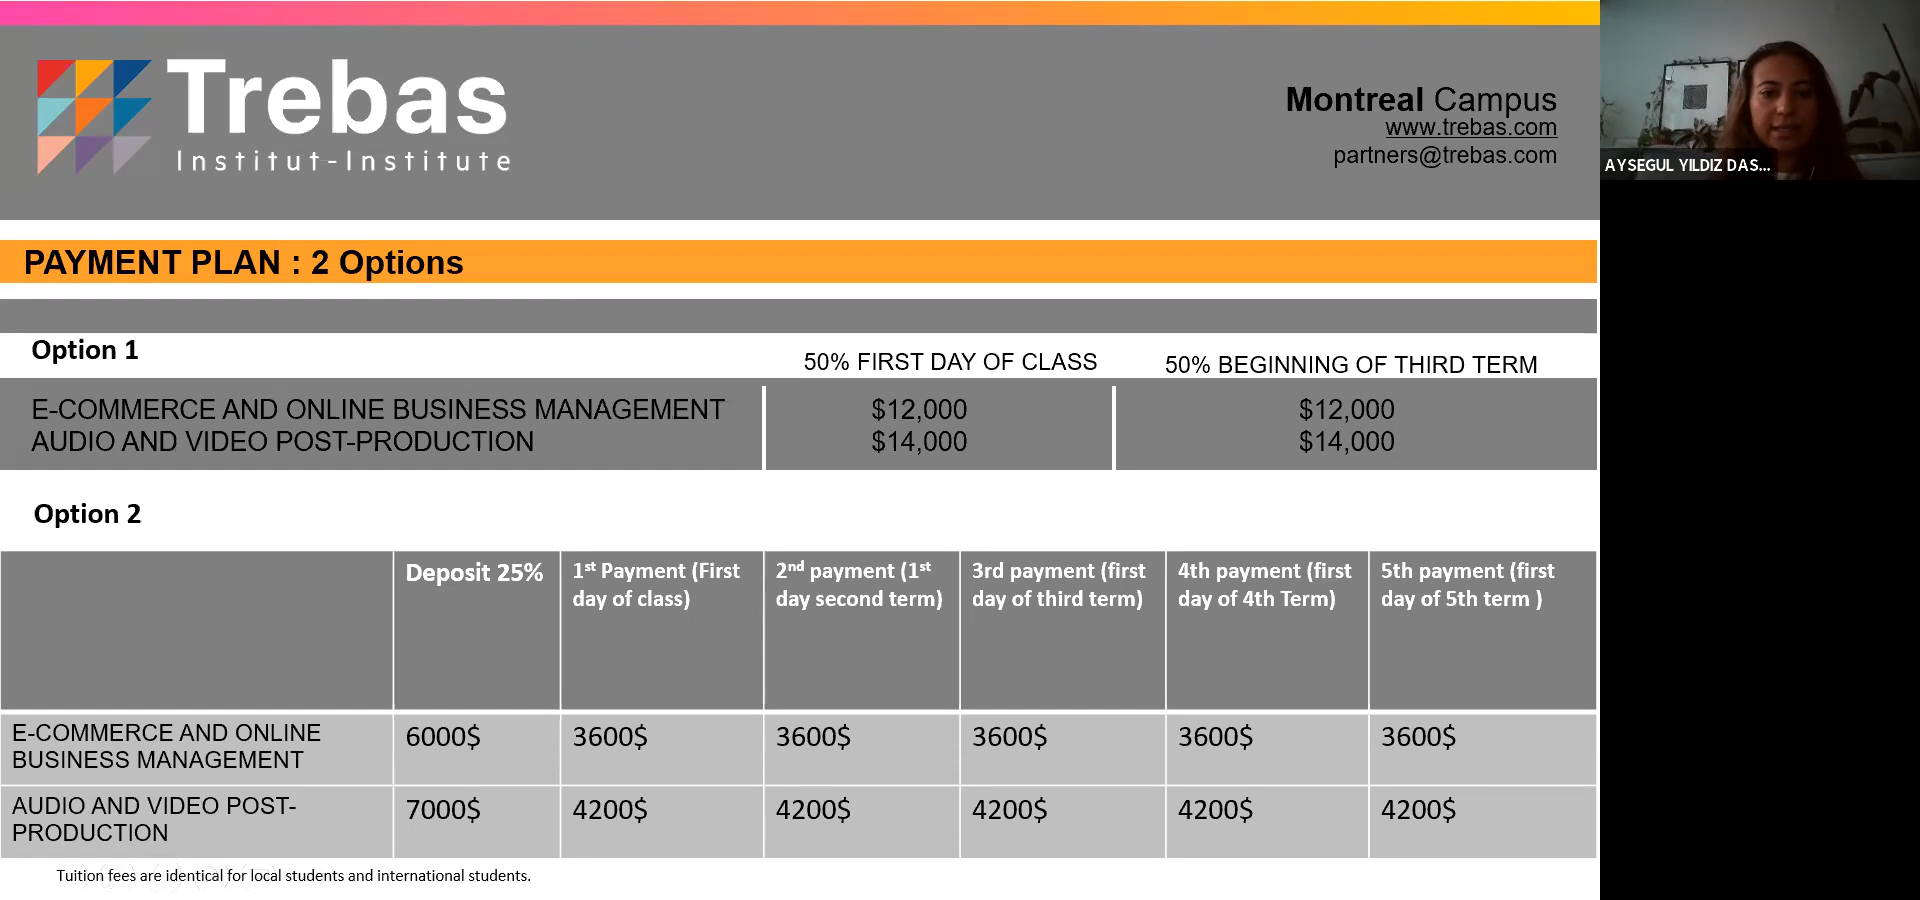 Trebas
Institut-Institute
Montreal Campus
www.trebas.com
partners@trebas.com
AYSEGUL YILDIZ DAS...
PAYMENT PLAN : 2 Options
Option 1
50% FIRST DAY OF CLASS
50% BEGINNING OF THIRD TERM
E-COMMERCE AND ONLINE BUSINESS MANAGEMENT $12,000 $12,000
AUDIO AND VIDEO POST-PRODUCTION $14,000 $14,000
Option 2
Deposit 25%
1st Payment (First
day of class)
2nd payment (1st
day second term)
3rd payment (first
day of third term)
4th payment (first
day of 4th Term)
5th payment (first
day of 5th term )
E-COMMERCE AND ONLINE
BUSINESS MANAGEMENT
6000$ 3600$ 3600$ 3600$ 3600$ 3600$
AUDIO AND VIDEO POST-
PRODUCTION
7000$ 4200$ 4200$ 4200$ 4200$ 4200$
Tuition fees are identical for local students and international students.